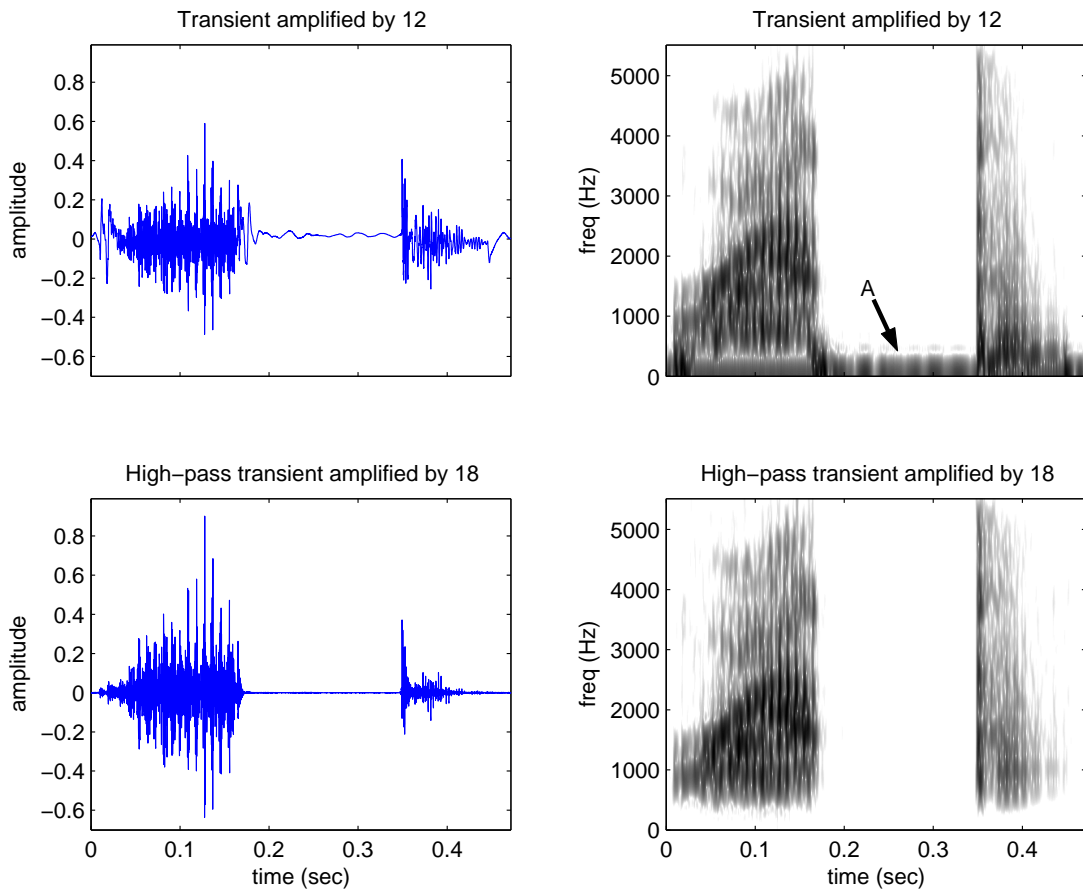 Transient amplified by 12
amplitude
0.8
0.6
0.4
0.2
0
−0.2
−0.4
−0.6
Transient amplified by 12
freq (Hz)
5000
4000
3000
2000
1000
0
A
High−pass transient amplified by 18
amplitude
0.8
0.6
0.4
0.2
0
−0.2
−0.4
−0.6
0 0.1 0.2 0.3 0.4
time (sec)
High−pass transient amplified by 18
freq (Hz)
5000
4000
3000
2000
1000
0
0 0.1 0.2 0.3 0.4
time (sec)